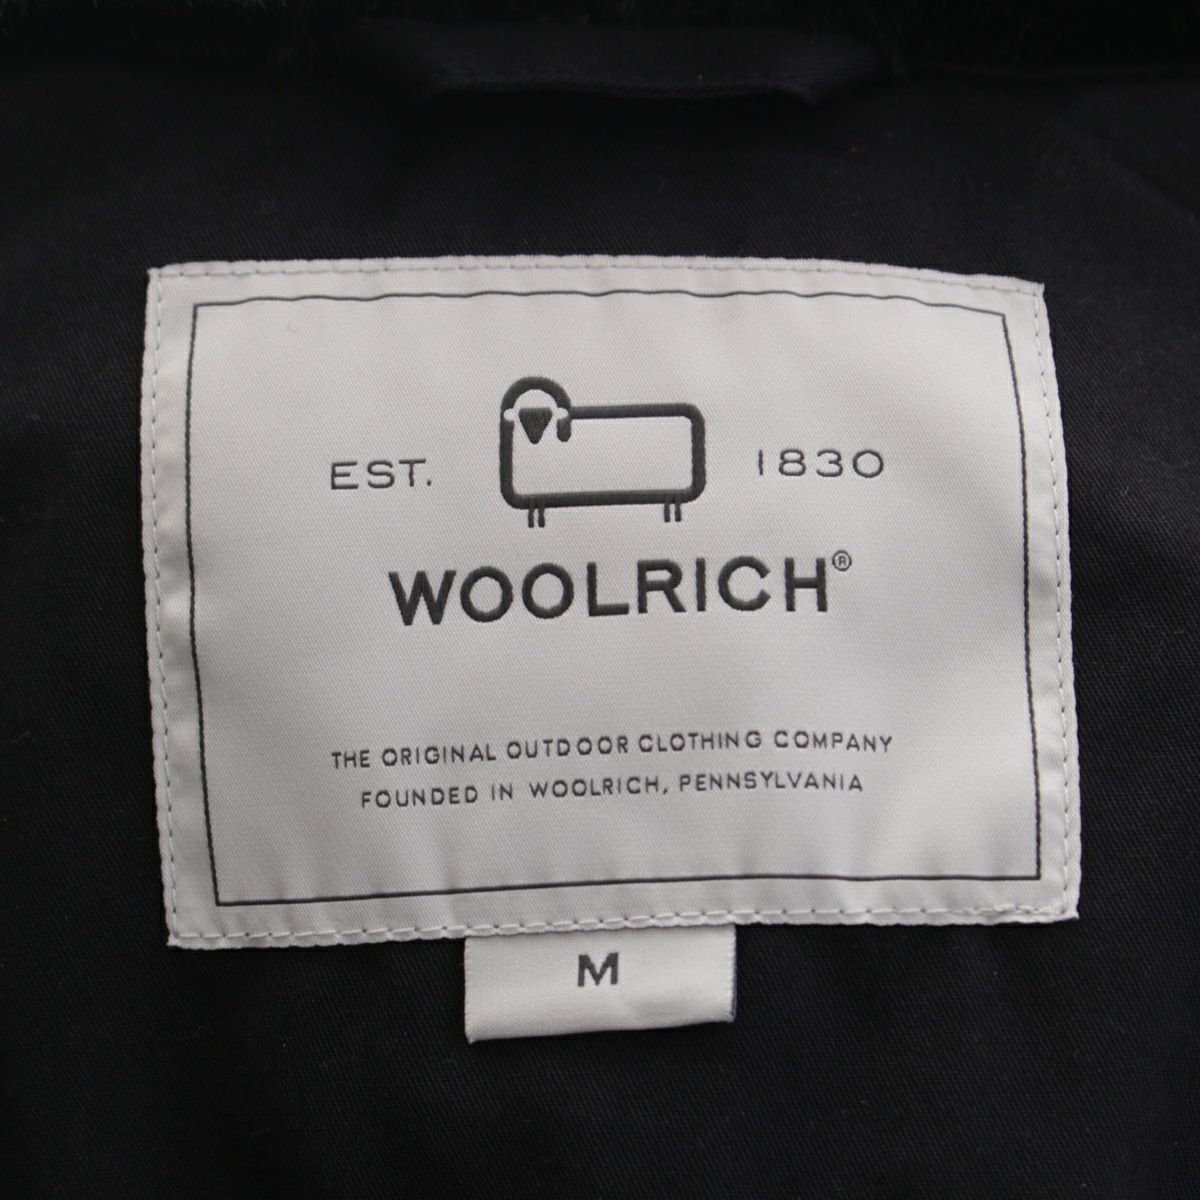 EST. 1830
WOOLRICH®
THE ORIGINAL OUTDOOR CLOTHING COMPANY
FOUNDED IN WOOLRICH, PENNSYLVANIA
M